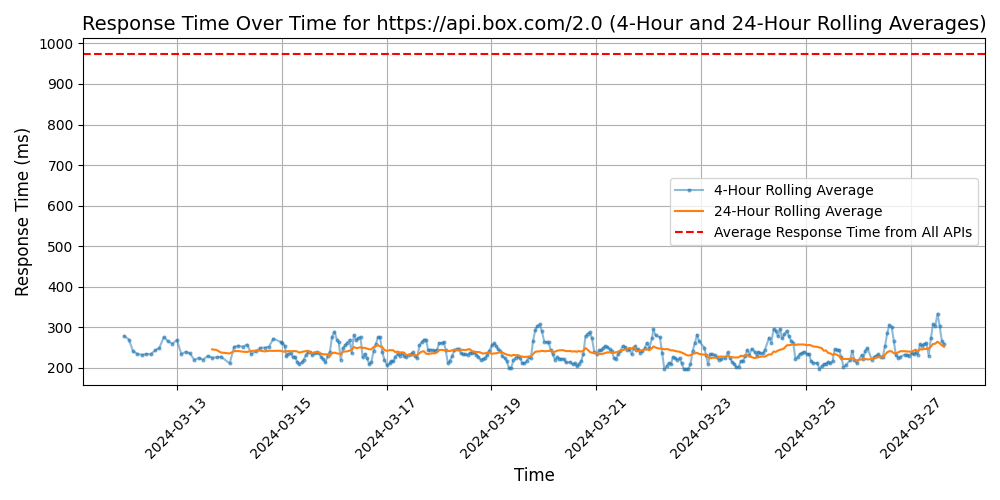 Response Time Over Time for https://api.box.com/2.0 (4-Hour and 24-Hour Rolling Averages)
1000
900
800
700
600
500
400
300
200
Response Time (ms)
4-Hour Rolling Average
24-Hour Rolling Average
Average Response Time from All APIs
2024-03-13
2024-03-15
2024-03-17
2024-03-19
2024-03-21
2024-03-23
2024-03-25
2024-03-27
Time